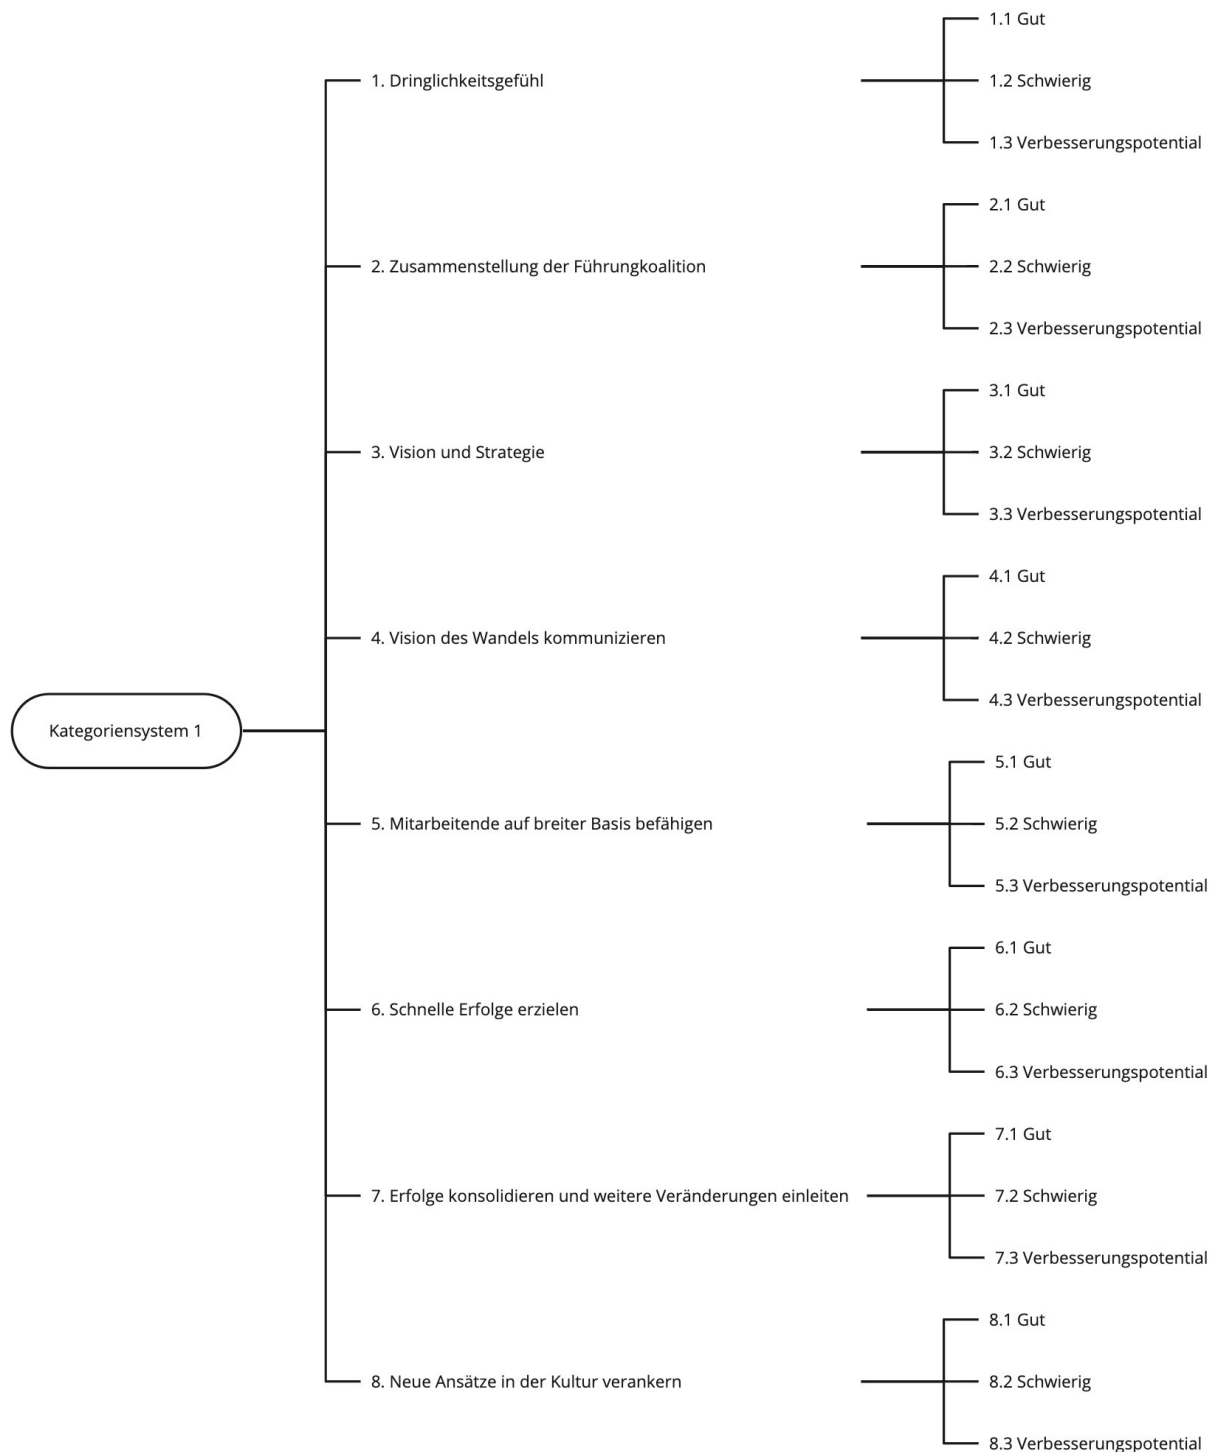 Kategoriensystem 1
1. Dringlichkeitsgefühl
1.1 Gut
1.2 Schwierig
1.3 Verbesserungspotential
2. Zusammenstellung der Führungkoalition
2.1 Gut
2.2 Schwierig
2.3 Verbesserungspotential
3. Vision und Strategie
3.1 Gut
3.2 Schwierig
3.3 Verbesserungspotential
4. Vision des Wandels kommunizieren
4.1 Gut
4.2 Schwierig
4.3 Verbesserungspotential
5. Mitarbeitende auf breiter Basis befähigen
5.1 Gut
5.2 Schwierig
5.3 Verbesserungspotential
6. Schnelle Erfolge erzielen
6.1 Gut
6.2 Schwierig
6.3 Verbesserungspotential
7. Erfolge konsolidieren und weitere Veränderungen einleiten
7.1 Gut
7.2 Schwierig
7.3 Verbesserungspotential
8. Neue Ansätze in der Kultur verankern
8.1 Gut
8.2 Schwierig
8.3 Verbesserungspotential